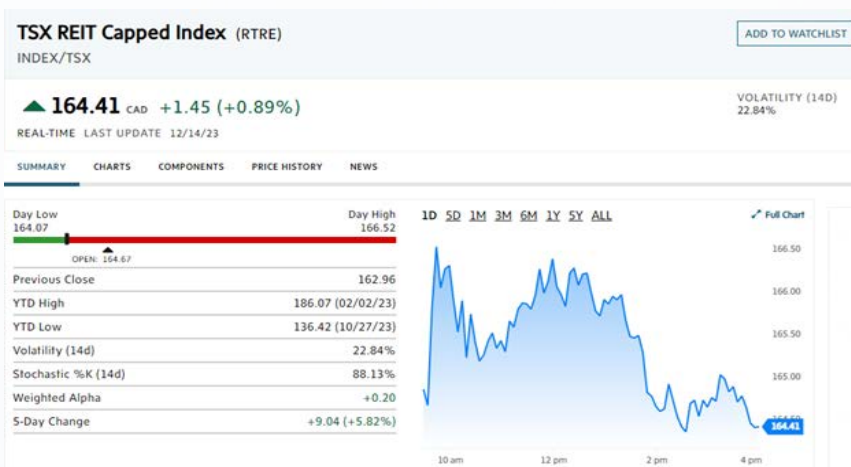 TSX REIT Capped Index (RTRE)
ADD TO WATCHLIST
INDEX/TSX
164.41 CAD +1.45 (+0.89%)
VOLATILITY (14D)
22.84%
REAL-TIME LAST UPDATE 12/14/23
SUMMARY CHARTS COMPONENTS PRICE HISTORY NEWS
Day Low Day High
164.07 166.52
OPEN: 164.67
Previous Close 162.96
YTD High 186.07 (02/02/23)
YTD Low 136.42 (10/27/23)
Volatility (14d) 22.84%
Stochastic %K (14d) 88.13%
Weighted Alpha +0.20
5-Day Change +9.04 (+5.82%)
1D 5D 1M 3M 6M 1Y 5Y ALL Full Chart
166.50
166.00
165.50
165.00
164.41
10 am 12 pm 2 pm 4 pm